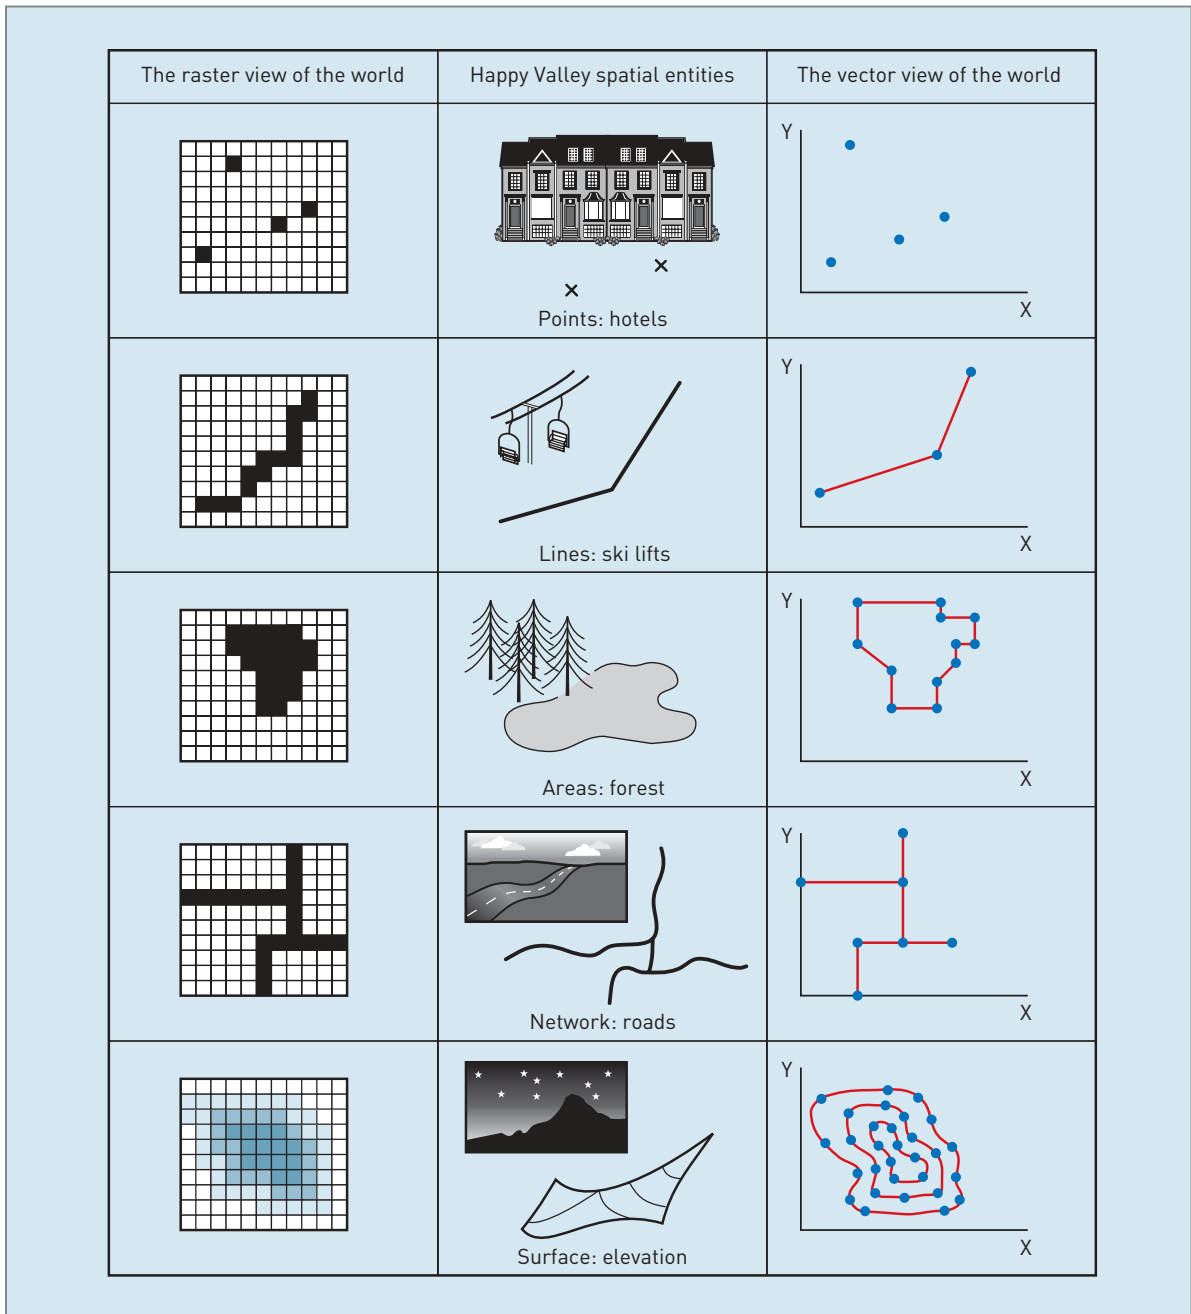 The raster view of the world
Happy Valley spatial entities
The vector view of the world
Points: hotels
Y
X
Lines: ski lifts
Y
X
Areas: forest
Y
X
Network: roads
Y
X
Surface: elevation
Y
X